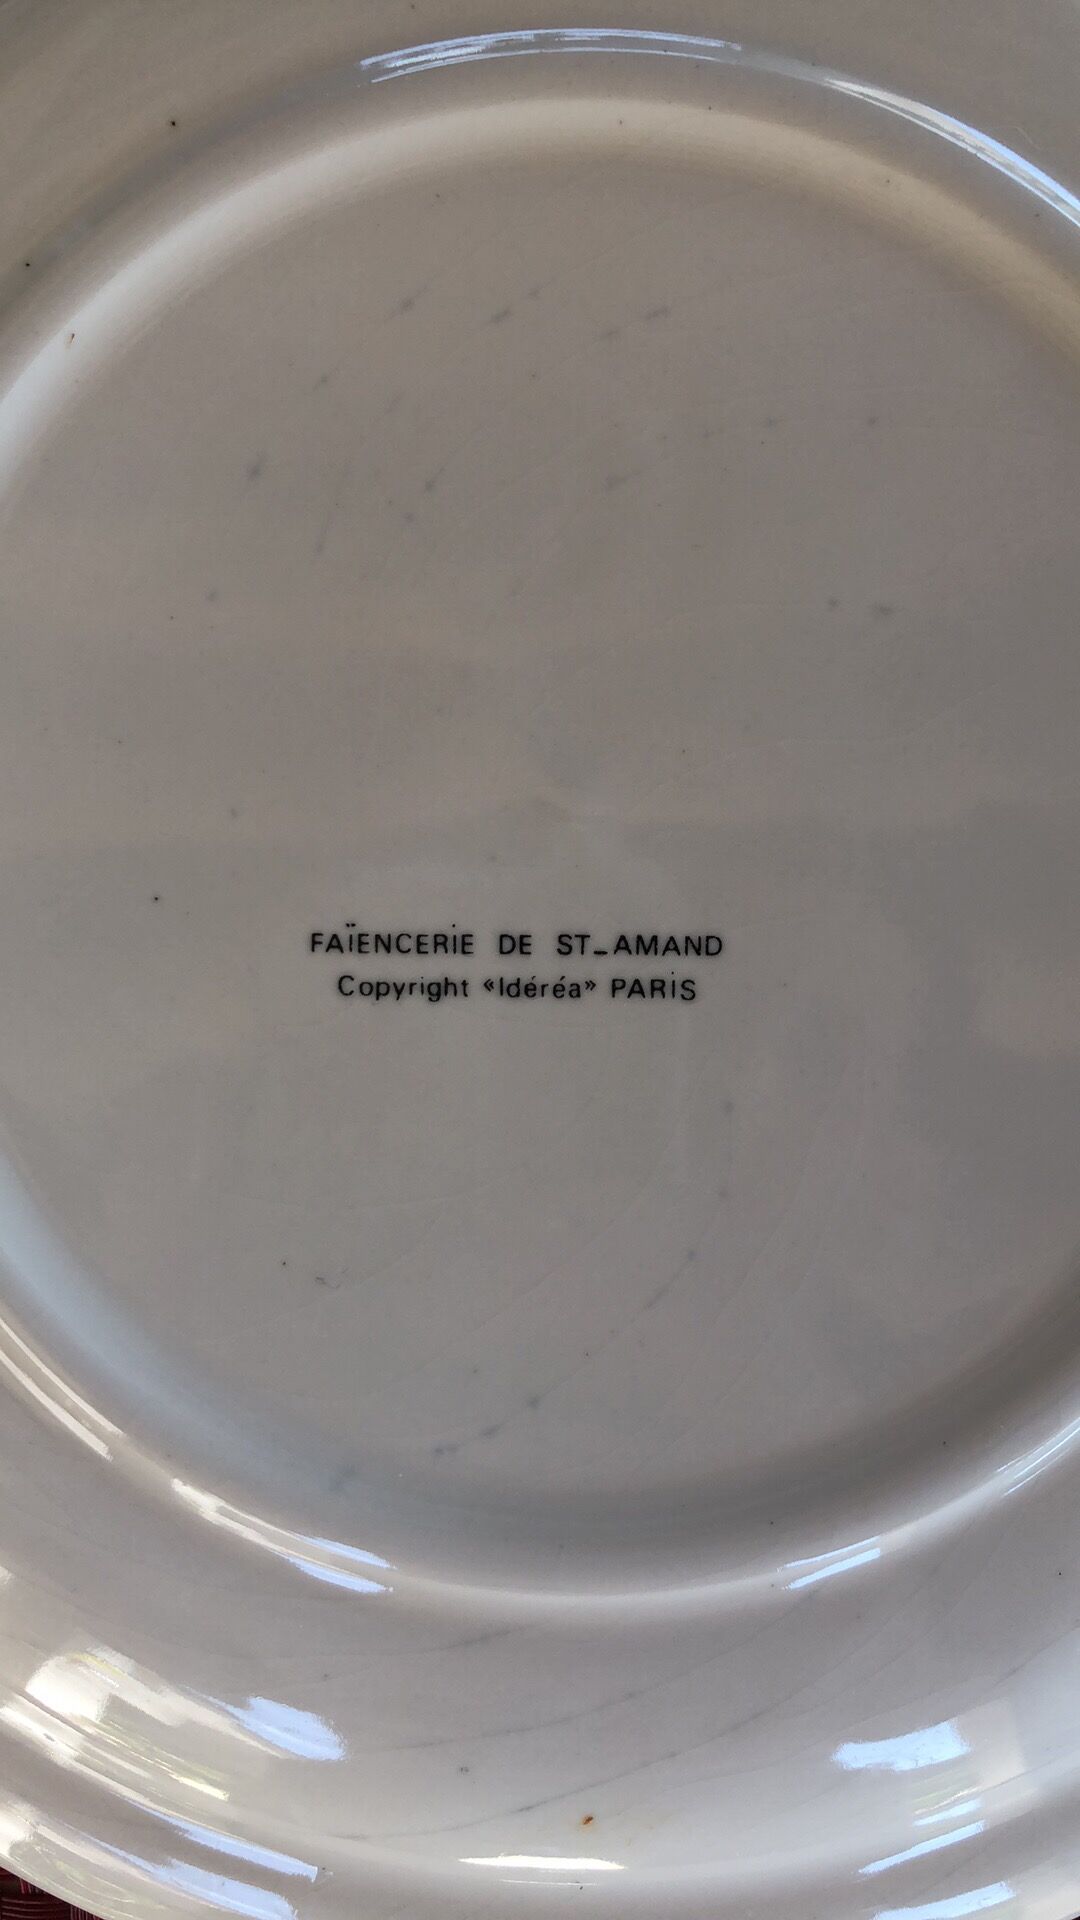 FAÏENCERIE DE ST_AMAND
Copyright «Idéréa» PARIS